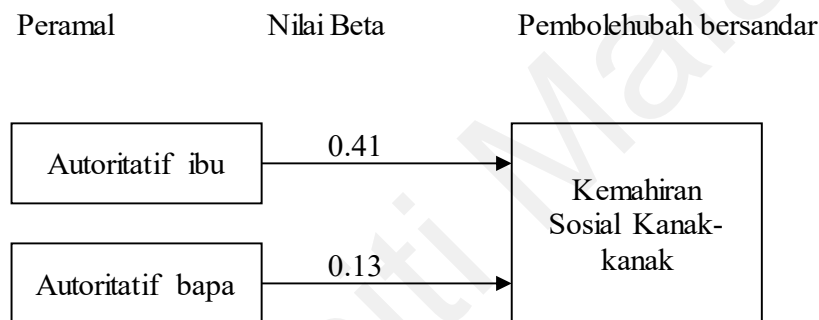 Peramal Nilai Beta Pembolehubah bersandar
Autoritatif ibu
0.41
Kemahiran
Sosial Kanak-
kanak
Autoritatif bapa
0.13